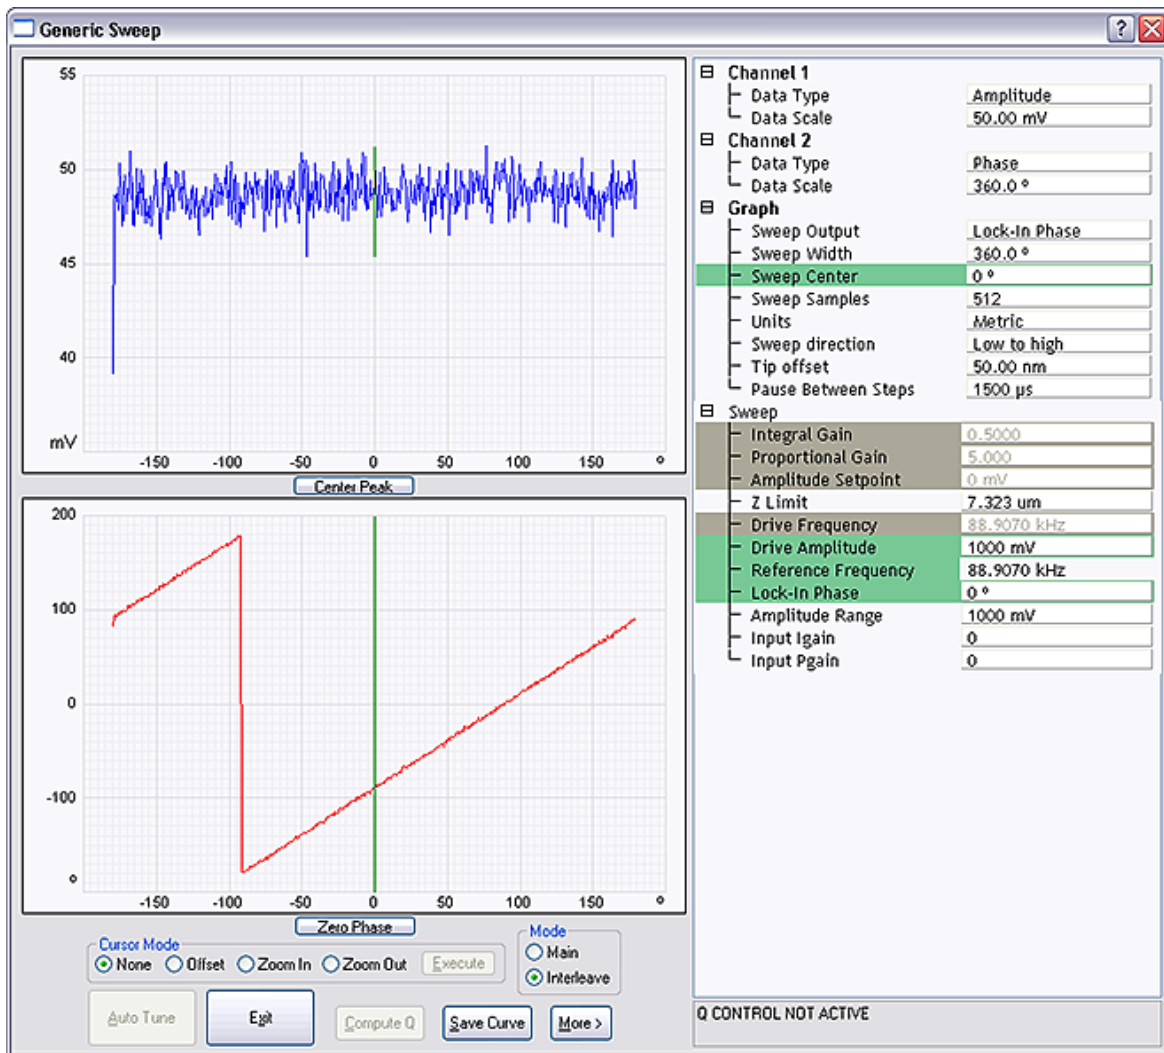 Generic Sweep
55
50
45
40
mV
-150 -100 -50 0 50 100 150 º
Center Peak
200
100
0
-100
º
-150 -100 -50 0 50 100 150 º
Zero Phase
Cursor Mode
None Offset Zoom In Zoom Out Execute
Mode
Main
Interleave
Auto Tune Exit Compute Q Save Curve More >
Channel 1
Data Type Amplitude
Data Scale 50.00 mV
Channel 2
Data Type Phase
Data Scale 360.0 º
Graph
Sweep Output Lock-In Phase
Sweep Width 360.0 º
Sweep Center 0 º
Sweep Samples 512
Units Metric
Sweep direction Low to high
Tip offset 50.00 nm
Pause Between Steps 1500 µs
Sweep
Integral Gain 0.5000
Proportional Gain 5.000
Amplitude Setpoint 0 mV
Z Limit 7.323 um
Drive Frequency 88.9070 kHz
Drive Amplitude 1000 mV
Reference Frequency 88.9070 kHz
Lock-In Phase 0 º
Amplitude Range 1000 mV
Input Igain 0
Input Pgain 0
Q CONTROL NOT ACTIVE